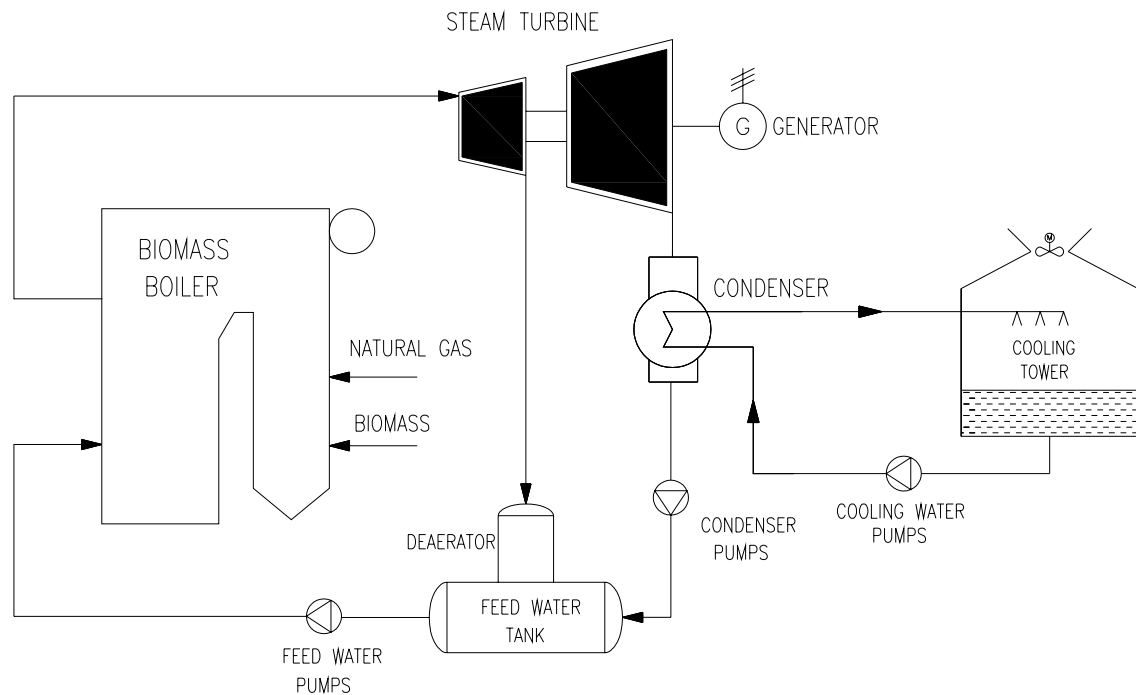 STEAM TURBINE
G
GENERATOR
BIOMASS
BOILER
M
CONDENSER
NATURAL GAS
COOLING
TOWER
BIOMASS
COOLING WATER
PUMPS
CONDENSER
PUMPS
DEAERATOR
FEED WATER
TANK
FEED WATER
PUMPS